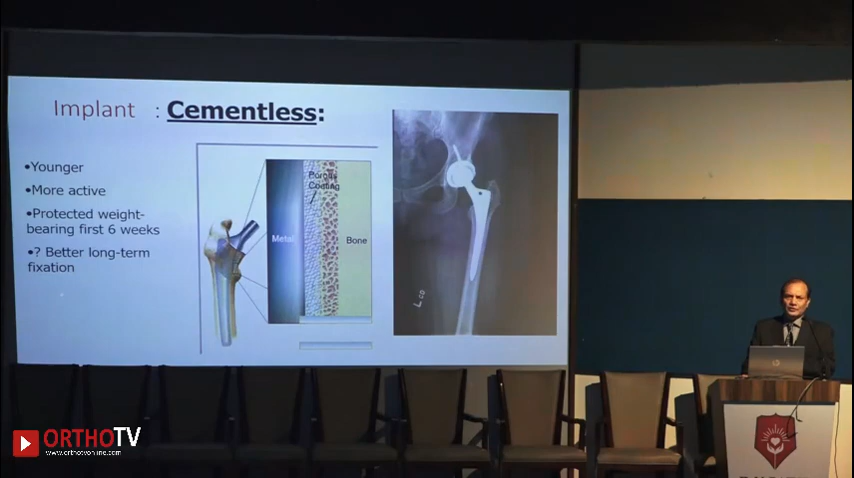 Implant : Cementless:
•Younger
•More active
•Protected weight-
bearing first 6 weeks
•? Better long-term
fixation
Porous
Coating
Metal
Bone
L
ORTHOTV
www.orthotvonline.com